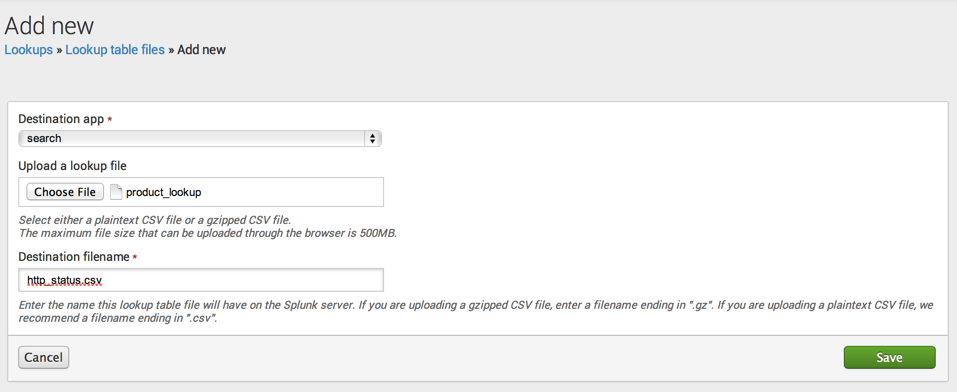 Add new
Lookups » Lookup table files » Add new
Destination app *
search
Upload a lookup file
Choose File product_lookup
Select either a plaintext CSV file or a gzipped CSV file.
The maximum file size that can be uploaded through the browser is 500MB.
Destination filename *
http_status.csv
Enter the name this lookup table file will have on the Splunk server. If you are uploading a gzipped CSV file, enter a filename ending in ".gz". If you are uploading a plaintext CSV file, we
recommend a filename ending in ".csv".
Cancel Save